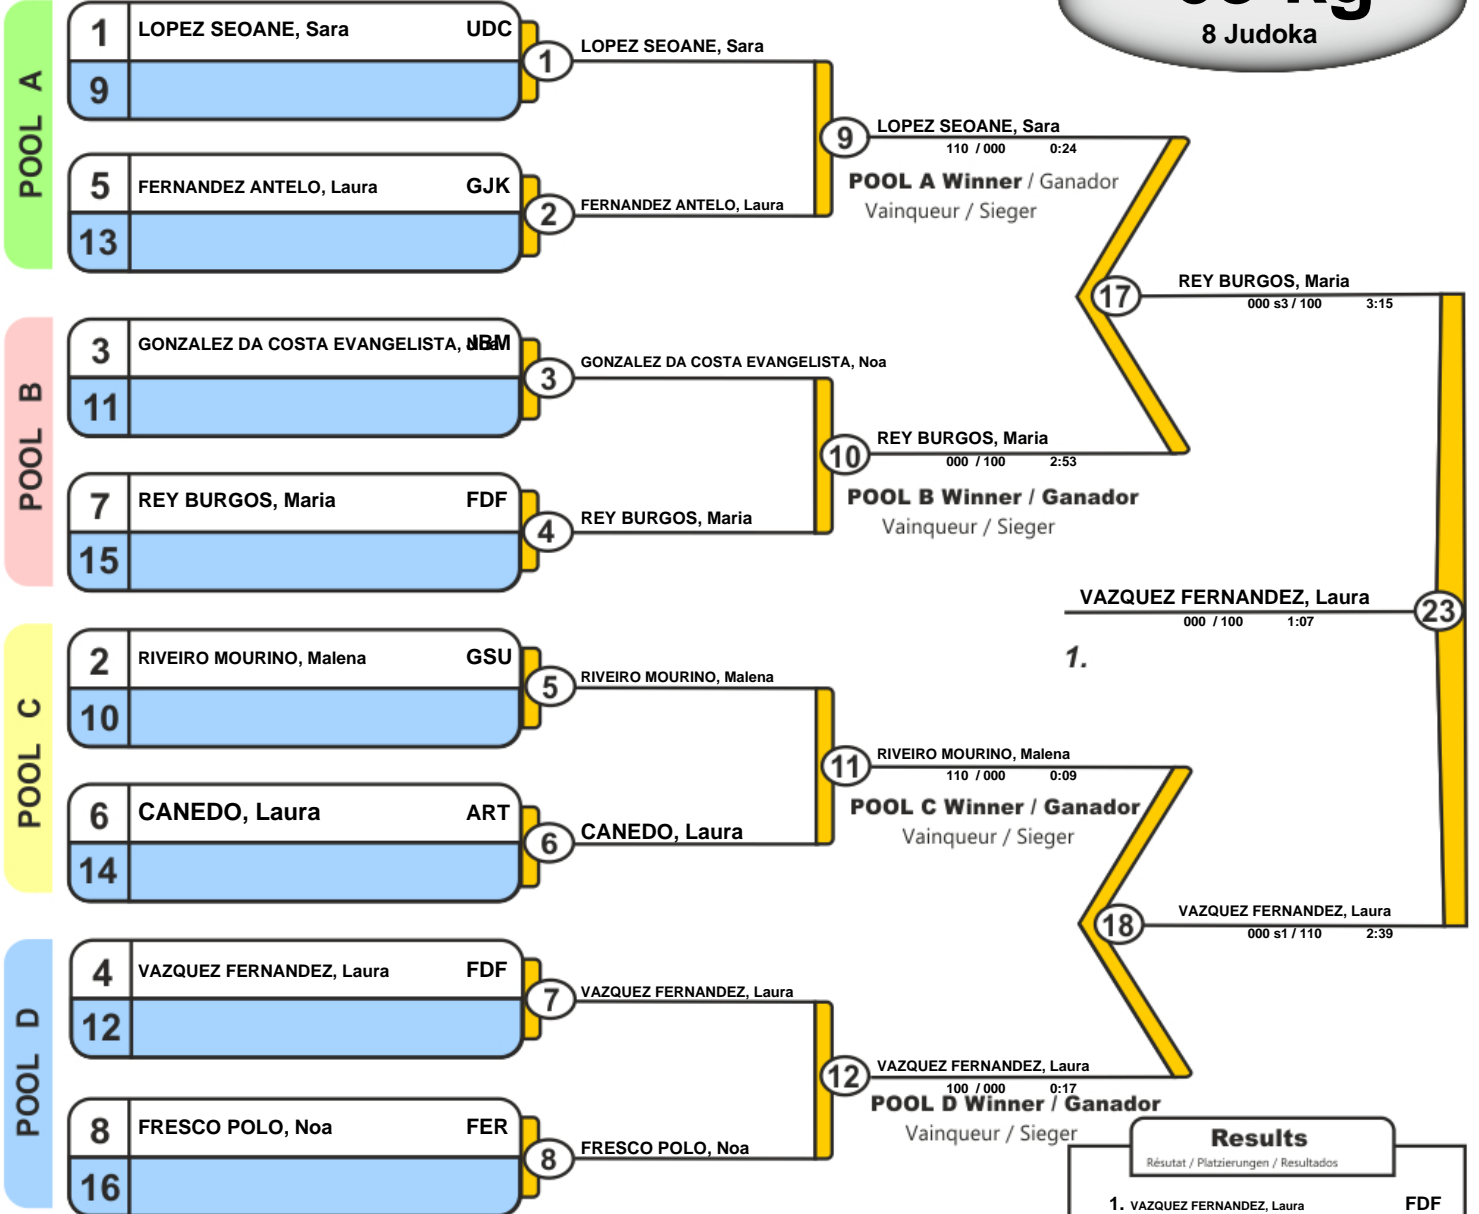 8 Judoka
POOL A
1 LOPEZ SEOANE, Sara UDC
9
5 FERNANDEZ ANTELO, Laura GJK
13
1 LOPEZ SEOANE, Sara
2 FERNANDEZ ANTELO, Laura
9 LOPEZ SEOANE, Sara
110 / 000 0:24
POOL A Winner / Ganador
Vainqueur / Sieger
POOL B
3 GONZALEZ DA COSTA EVANGELISTA, JBM
11
7 REY BURGOS, Maria FDF
15
3 GONZALEZ DA COSTA EVANGELISTA, Noa
4 REY BURGOS, Maria
10 REY BURGOS, Maria
000 / 100 2:53
POOL B Winner / Ganador
Vainqueur / Sieger
17 REY BURGOS, Maria
000 s3 / 100 3:15
VAZQUEZ FERNANDEZ, Laura 23
000 / 100 1:07
1.
POOL C
2 RIVEIRO MOURINO, Malena GSU
10
6 CANEDO, Laura ART
14
5 RIVEIRO MOURINO, Malena
6 CANEDO, Laura
11 RIVEIRO MOURINO, Malena
110 / 000 0:09
POOL C Winner / Ganador
Vainqueur / Sieger
18 VAZQUEZ FERNANDEZ, Laura
000 s1 / 110 2:39
POOL D
4 VAZQUEZ FERNANDEZ, Laura FDF
12
8 FRESCO POLO, Noa FER
16
7 VAZQUEZ FERNANDEZ, Laura
8 FRESCO POLO, Noa
12 VAZQUEZ FERNANDEZ, Laura
100 / 000 0:17
POOL D Winner / Ganador
Vainqueur / Sieger
Results
Résutat / Platzierungen / Resultados
1. VAZQUEZ FERNANDEZ, Laura FDF